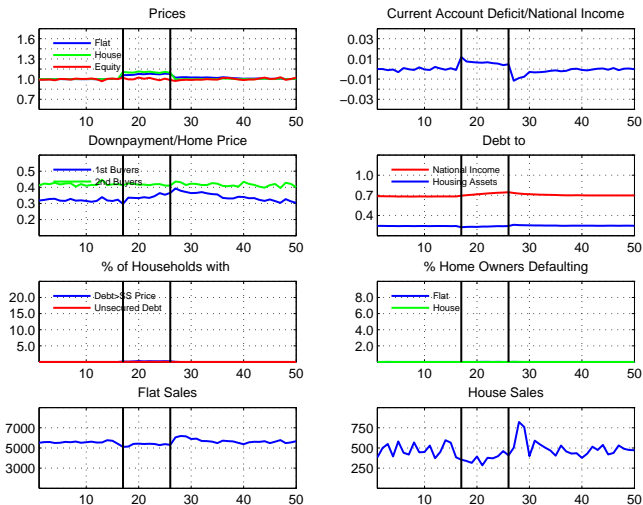 Prices
1.6
1.3
1.0
0.7
Flat
House
Equity
10 20 30 40 50
Current Account Deficit/National Income
0.03
0.01
−0.01
−0.03
10 20 30 40 50
Downpayment/Home Price
0.5
0.4
0.3
0.2
1st Buyers
2nd Buyers
10 20 30 40 50
Debt to
1.0
0.7
0.4
National Income
Housing Assets
10 20 30 40 50
% of Households with
20.0
15.0
10.0
5.0
Debt>SS Price
Unsecured Debt
10 20 30 40 50
% Home Owners Defaulting
8.0
6.0
4.0
2.0
Flat
House
10 20 30 40 50
Flat Sales
7000
5000
3000
10 20 30 40 50
House Sales
750
500
250
10 20 30 40 50